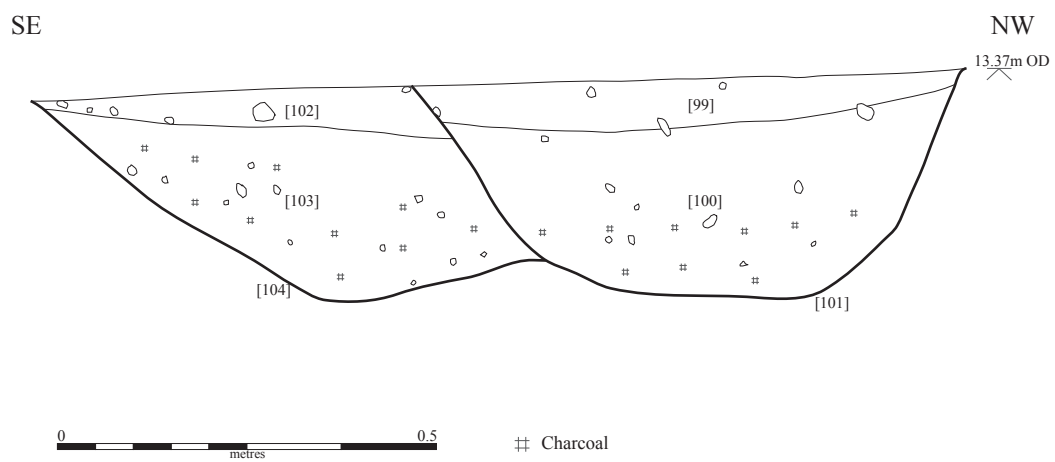 SE
NW
13.37m OD
[102]
[99]
[103]
[100]
[104]
[101]
0
0.5
metres
Charcoal